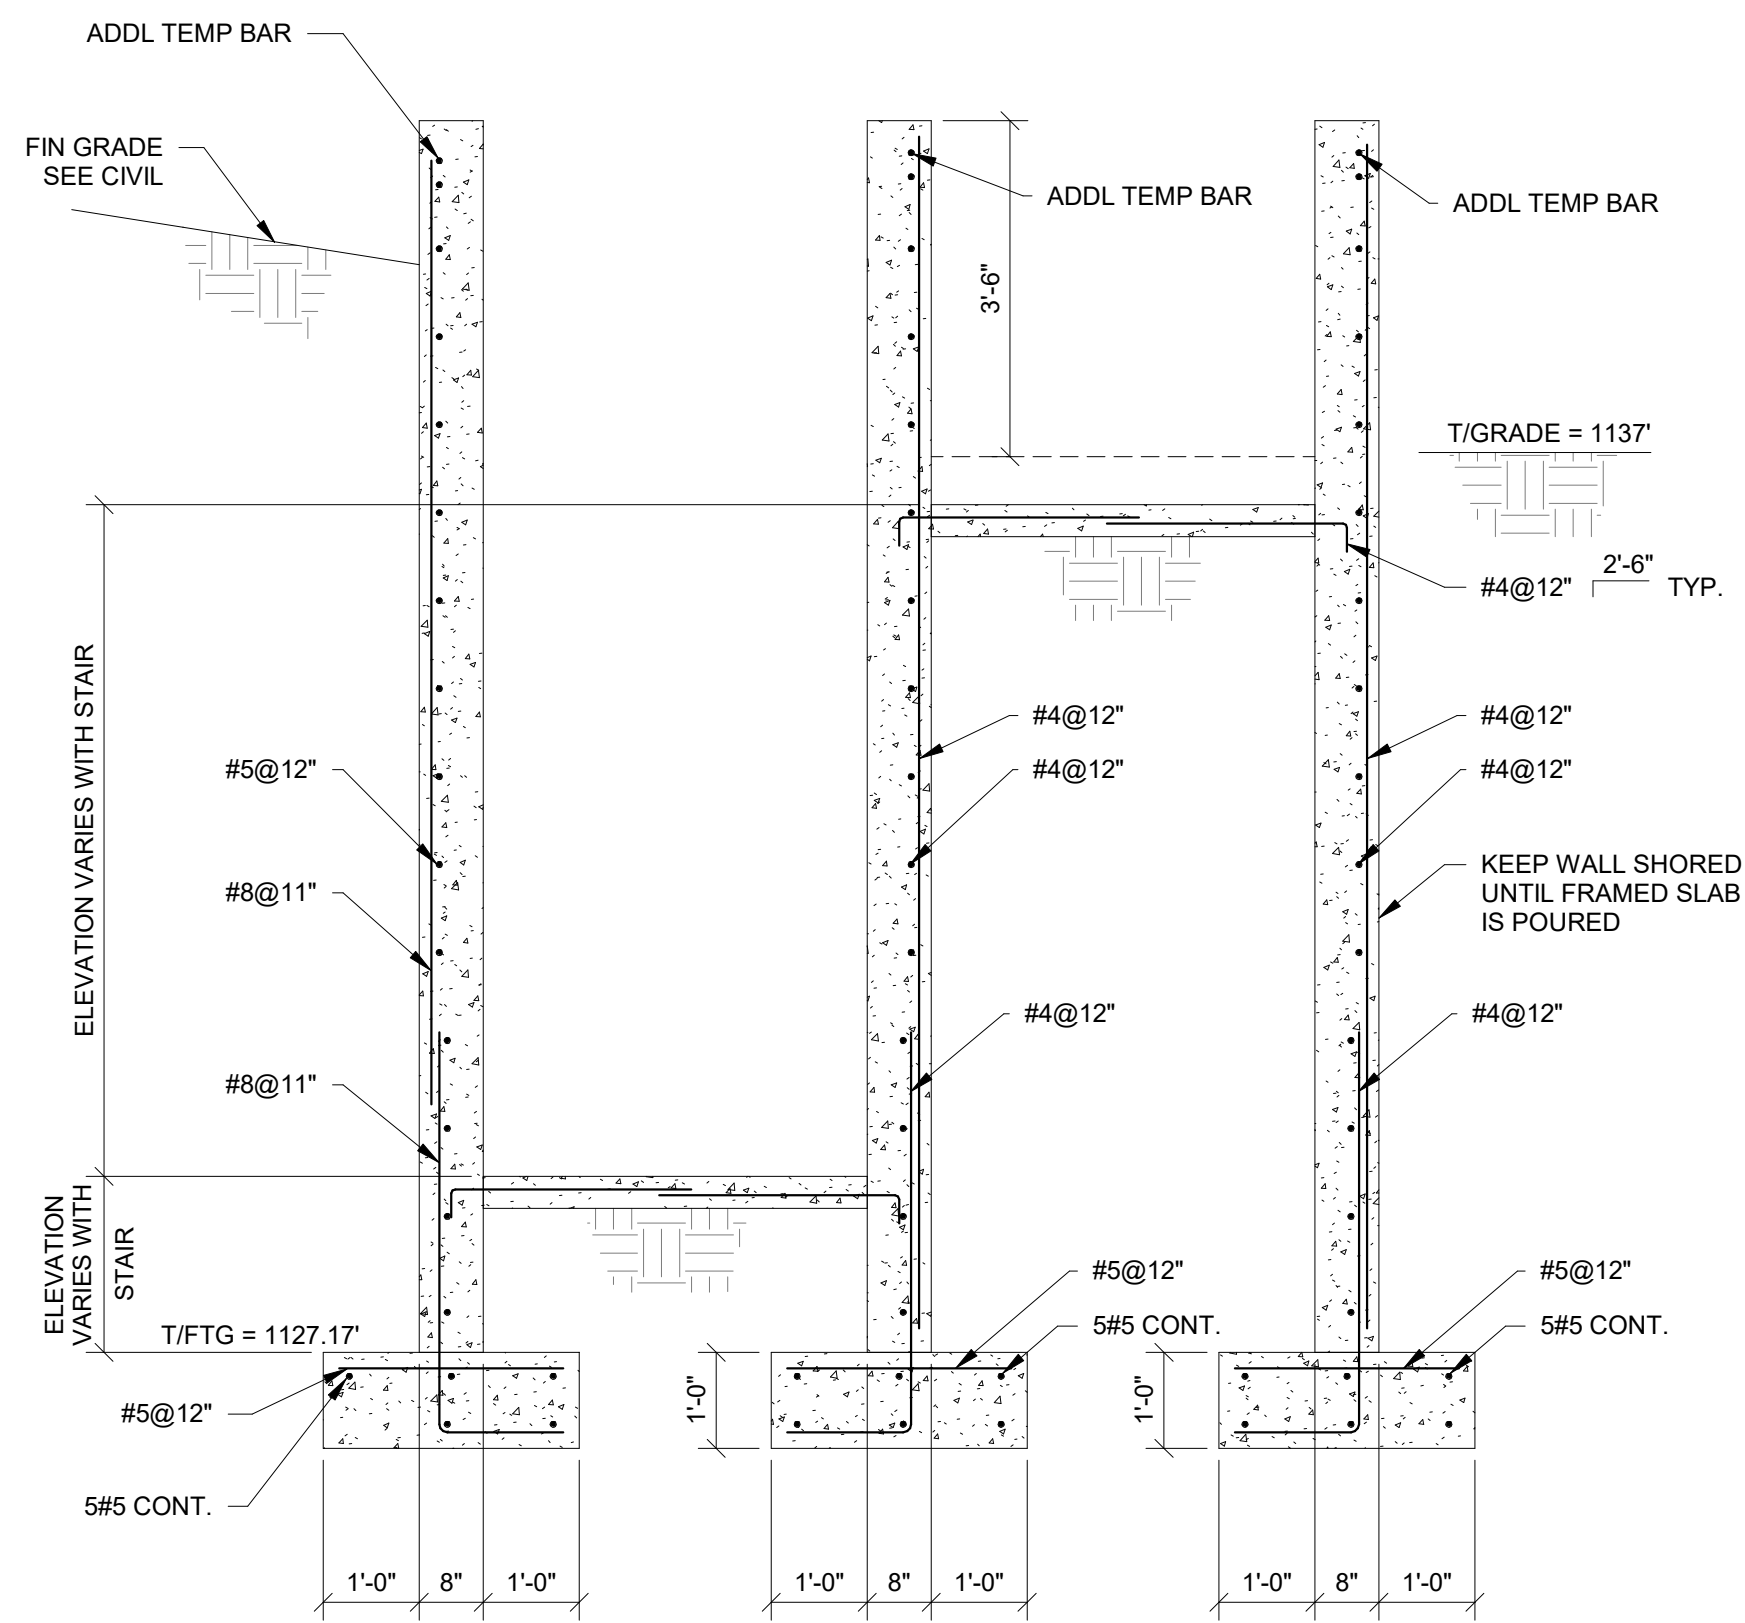 ADDL TEMP BAR
FIN GRADE
SEE CIVIL
ADDL TEMP BAR
ADDL TEMP BAR
3'-6"
T/GRADE = 1137'
2'-6"
#4@12"
TYP.
ELEVATION VARIES WITH STAIR
#4@12"
#4@12"
#5@12"
#4@12"
#4@12"
#8@11"
KEEP WALL SHORED
UNTIL FRAMED SLAB
IS POURED
#4@12"
#4@12"
#8@11"
ELEVATION
VARIES WITH
STAIR
#5@12"
#5@12"
T/FTG = 1127.17'
5#5 CONT.
5#5 CONT.
1'-0"
1'-0"
#5@12"
5#5 CONT.
1'-0"
8"
1'-0"
1'-0"
8"
1'-0"
1'-0"
8"
1'-0"